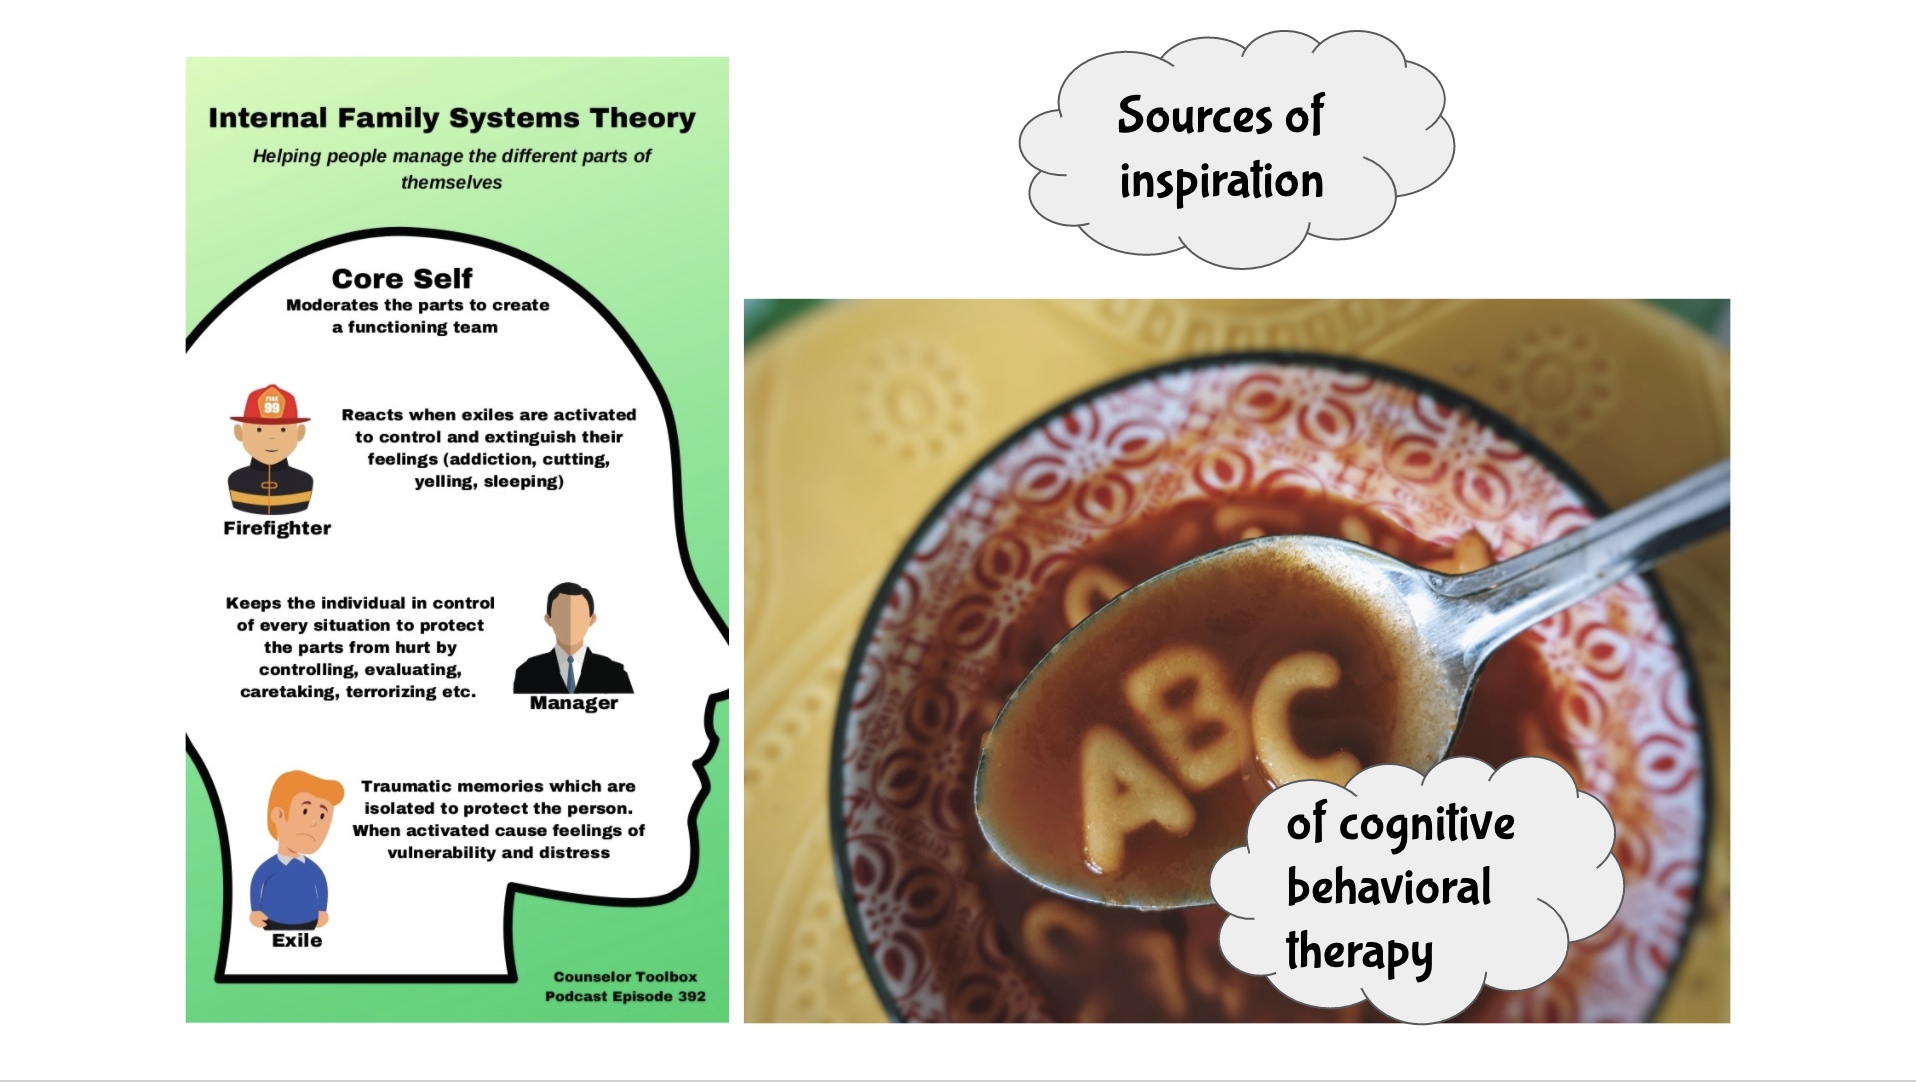 Internal Family Systems Theory
Helping people manage the different parts of
themselves
Core Self
Moderates the parts to create
a functioning team
FIRE
99
Reacts when exiles are activated
to control and extinguish their
feelings (addiction, cutting,
yelling, sleeping)
Firefighter
Keeps the individual in control
of every situation to protect
the parts from hurt by
controlling, evaluating,
caretaking, terrorizing etc.
Manager
Traumatic memories which are
isolated to protect the person.
When activated cause feelings of
vulnerability and distress
Exile
Counselor Toolbox
Podcast Episode 392
Sources of
inspiration
ABC
of cognitive
behavioral
therapy